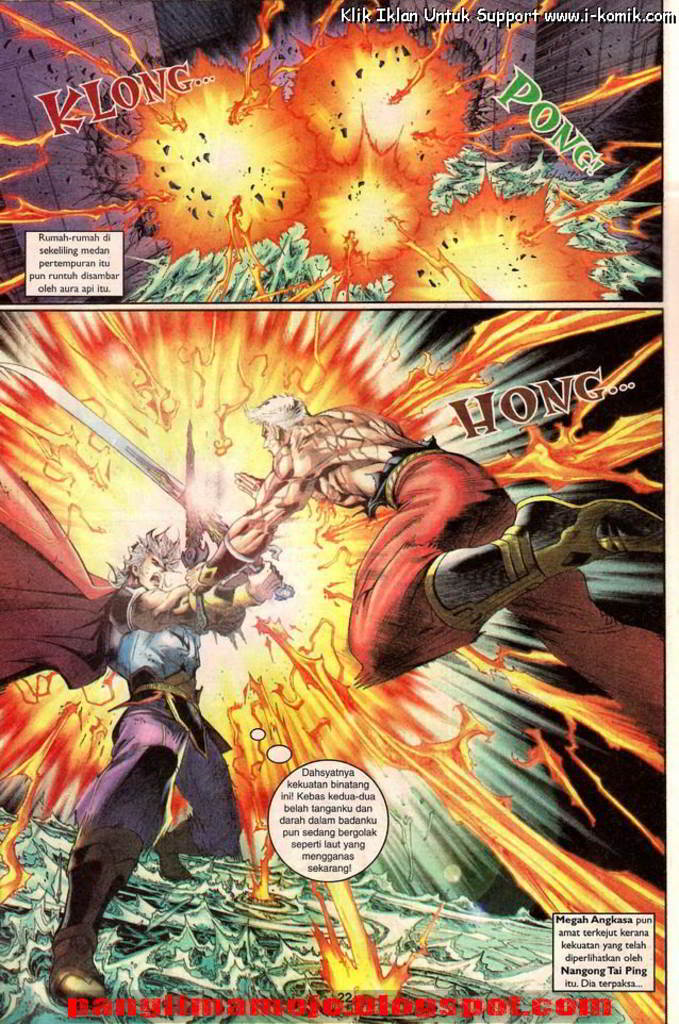 Klik Iklan Untuk Support www.i-komik.com
KLONG...
PONG!
Rumah-rumah di
sekeliling medan
pertempuran itu
pun runtuh disambar
oleh aura api itu.
HONG...
Dahsyatnya
kekuatan binatang
ini! Kebas kedua-dua
belah tanganku dan
darah dalam badanku
pun sedang bergolak
seperti laut yang
mengganas
sekarang!
Megah Angkasa pun
amat terkejut kerana
kekuatan yang telah
diperlihatkan oleh
Nangong Tai Ping
itu. Dia terpaksa...
22
panglimamojo.blogspot.com